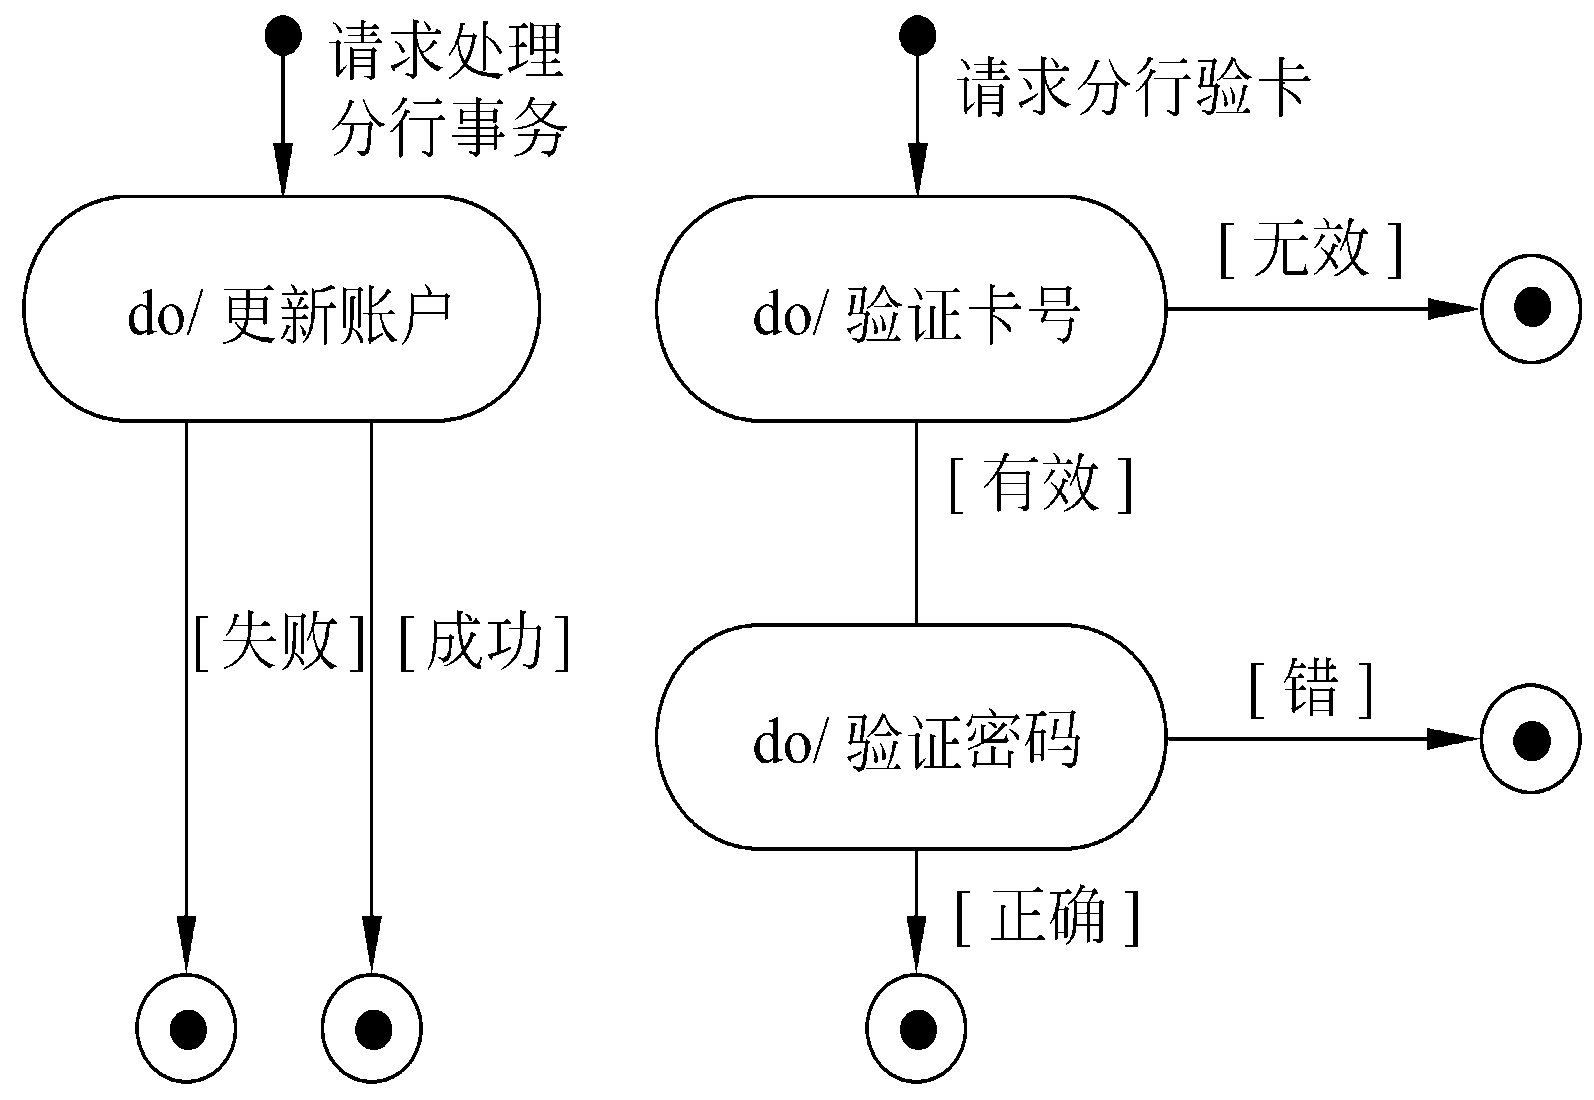 请求处理
分行事务
do/更新账户
[失败]
[成功]
请求分行验卡
do/验证卡号
[无效]
[有效]
do/验证密码
[错]
[正确]